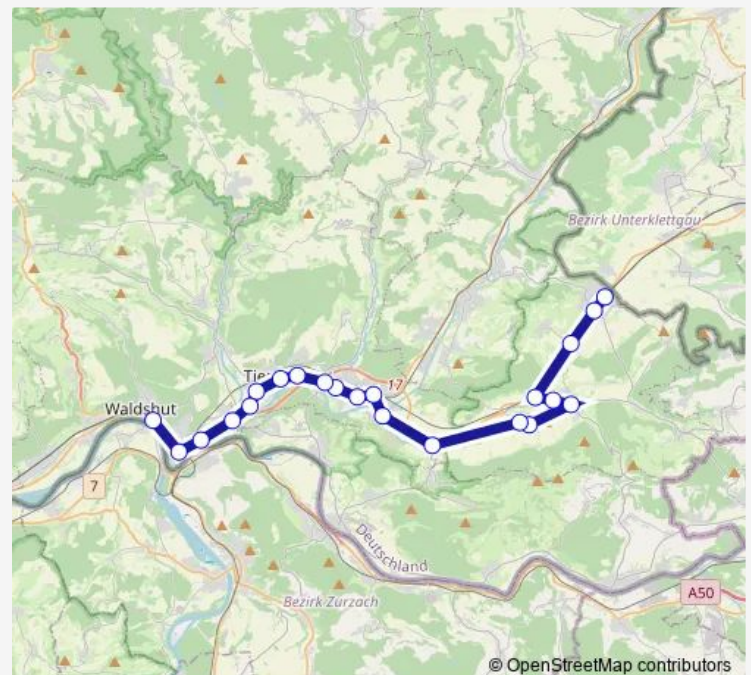 Bezirk Unterklettgau
Tie
17
Waldshut
7
Deutschland
A50
Bezirk Zurzach
© OpenStreetMap contributors